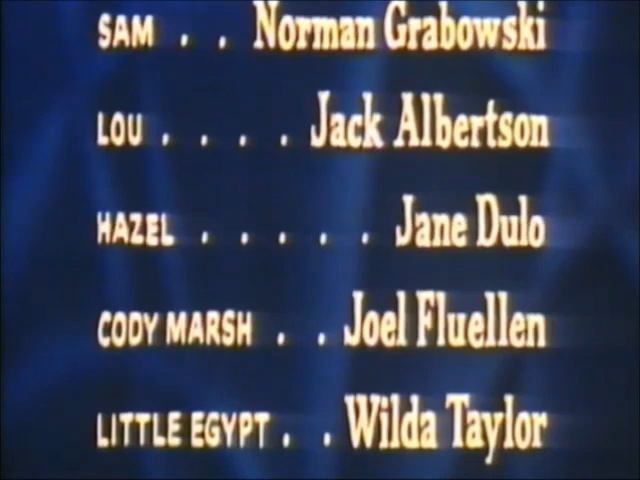 SAM . . Norman Grabowski
LOU . . . . Jack Albertson
HAZEL . . . . . Jane Dulo
CODY MARSH . . Joel Fluellen
LITTLE EGYPT . . Wilda Taylor